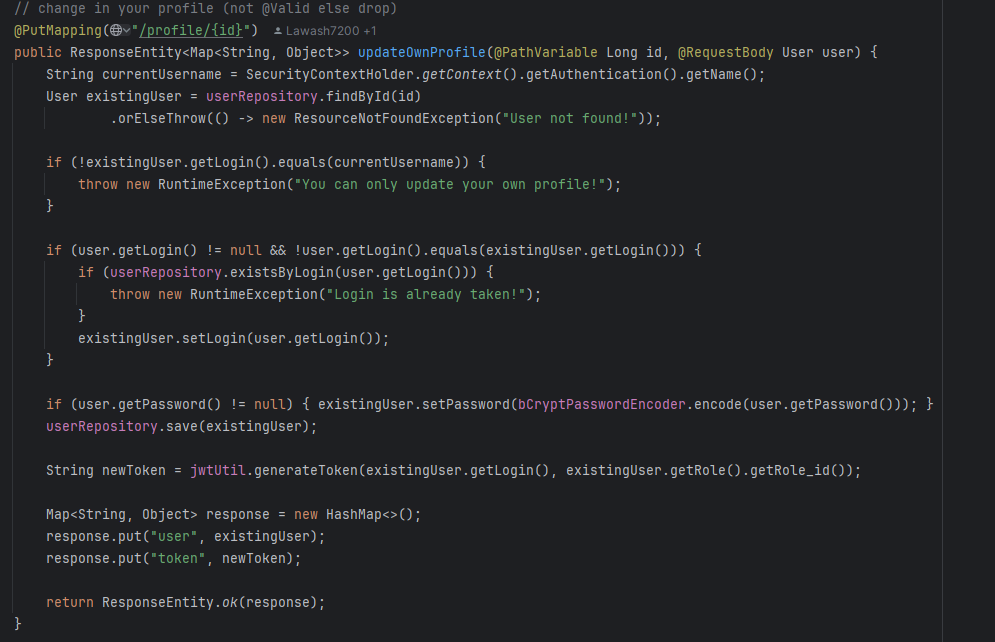 // change in your profile (not @Valid else drop)
@PutMapping("/profile/{id}") Lawash7200 +1
public ResponseEntity<Map<String, Object>> updateOwnProfile(@PathVariable Long id, @RequestBody User user) {
    String currentUsername = SecurityContextHolder.getContext().getAuthentication().getName();
    User existingUser = userRepository.findById(id)
            .orElseThrow(() -> new ResourceNotFoundException("User not found!"));

    if (!existingUser.getLogin().equals(currentUsername)) {
        throw new RuntimeException("You can only update your own profile!");
    }

    if (user.getLogin() != null && !user.getLogin().equals(existingUser.getLogin())) {
        if (userRepository.existsByLogin(user.getLogin())) {
            throw new RuntimeException("Login is already taken!");
        }
        existingUser.setLogin(user.getLogin());
    }

    if (user.getPassword() != null) { existingUser.setPassword(bCryptPasswordEncoder.encode(user.getPassword())); }
    userRepository.save(existingUser);

    String newToken = jwtUtil.generateToken(existingUser.getLogin(), existingUser.getRole().getRole_id());

    Map<String, Object> response = new HashMap<>();
    response.put("user", existingUser);
    response.put("token", newToken);

    return ResponseEntity.ok(response);
}